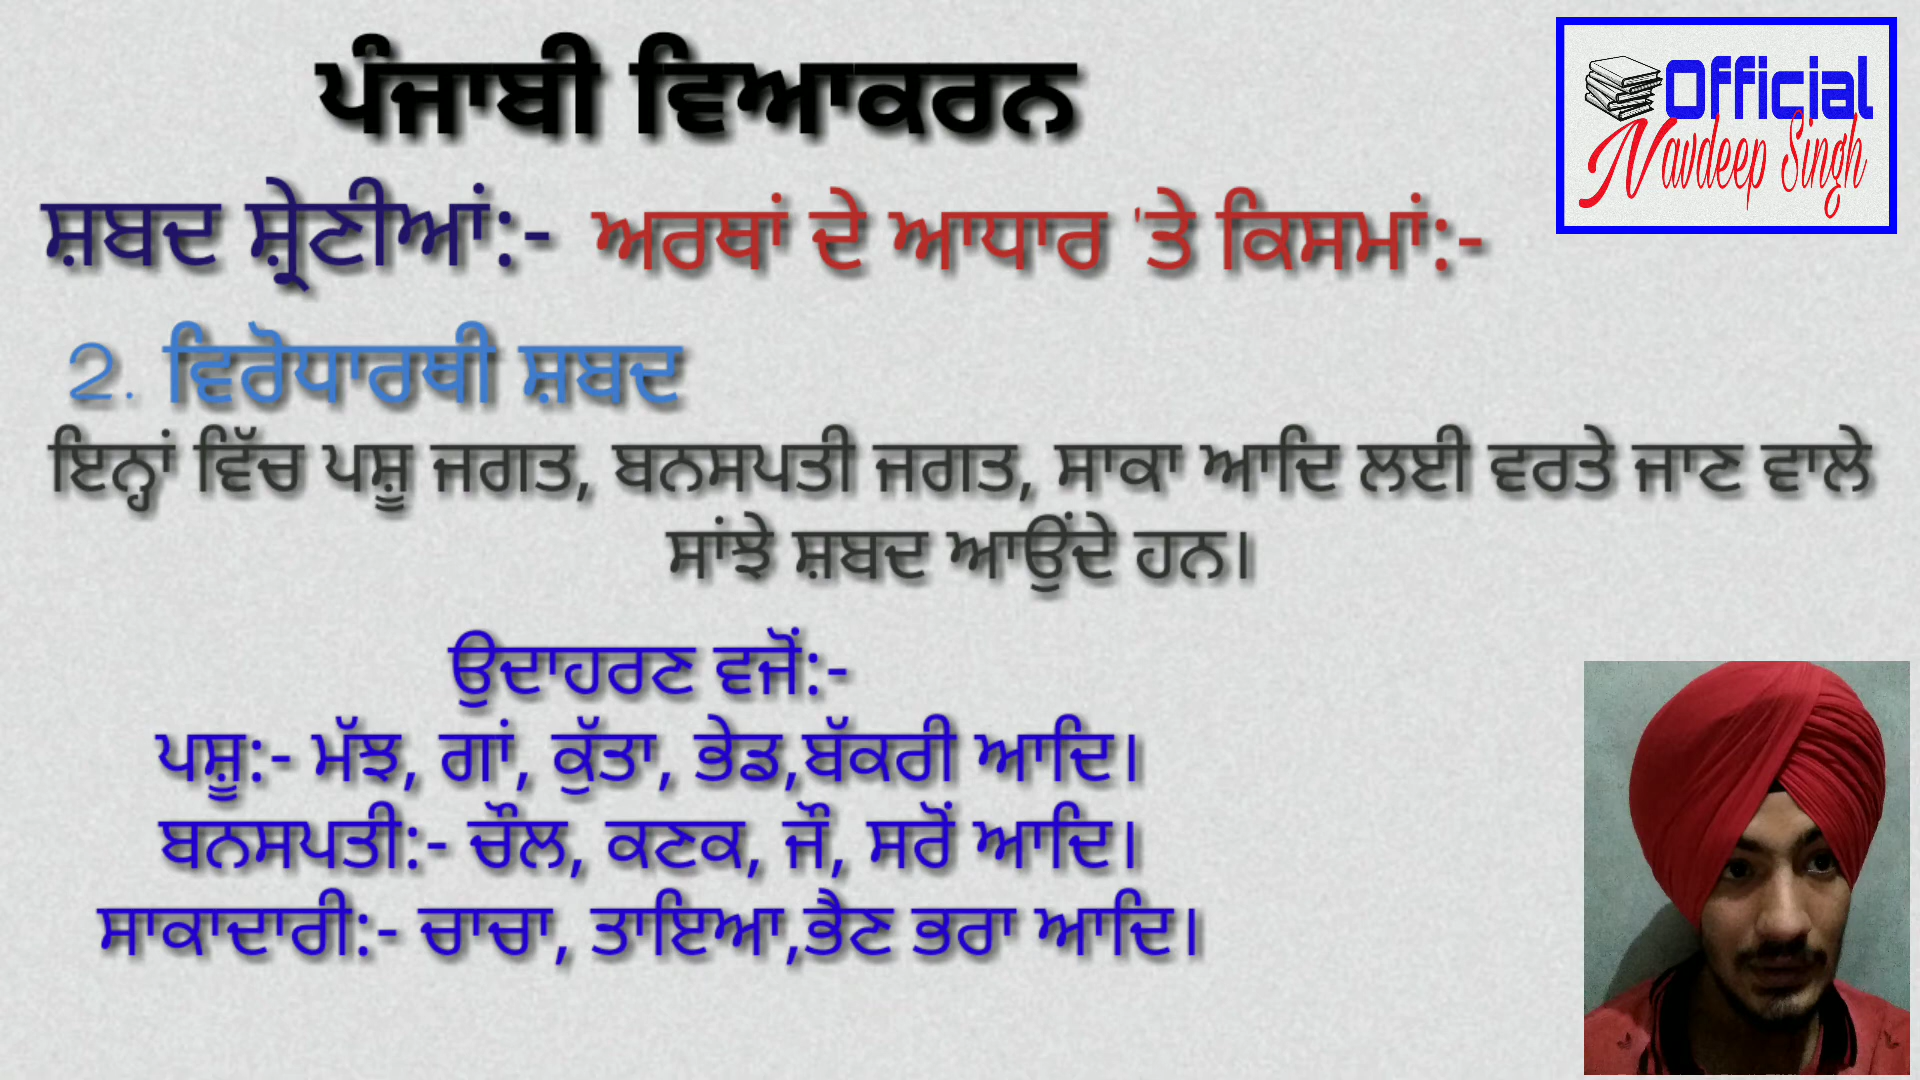 ਪੰਜਾਬੀ ਵਿਆਕਰਨ
Official
Navdeep Singh
ਸ਼ਬਦ ਸ਼੍ਰੇਣੀਆਂ:- ਅਰਥਾਂ ਦੇ ਆਧਾਰ 'ਤੇ ਕਿਸਮਾਂ:-
2. ਵਿਰੋਧਾਰਥੀ ਸ਼ਬਦ
ਇਨ੍ਹਾਂ ਵਿੱਚ ਪਸ਼ੂ ਜਗਤ, ਬਨਸਪਤੀ ਜਗਤ, ਸਾਕਾ ਆਦਿ ਲਈ ਵਰਤੇ ਜਾਣ ਵਾਲੇ
ਸਾਂਝੇ ਸ਼ਬਦ ਆਉਂਦੇ ਹਨ।
ਉਦਾਹਰਣ ਵਜੋਂ:-
ਪਸ਼ੂ:- ਮੱਝ, ਗਾਂ, ਕੁੱਤਾ, ਭੇਡ,ਬੱਕਰੀ ਆਦਿ।
ਬਨਸਪਤੀ:- ਚੌਲ, ਕਣਕ, ਜੌਂ, ਸਰੋਂ ਆਦਿ।
ਸਾਕਾਦਾਰੀ:- ਚਾਚਾ, ਤਾਇਆ,ਭੈਣ ਭਰਾ ਆਦਿ।